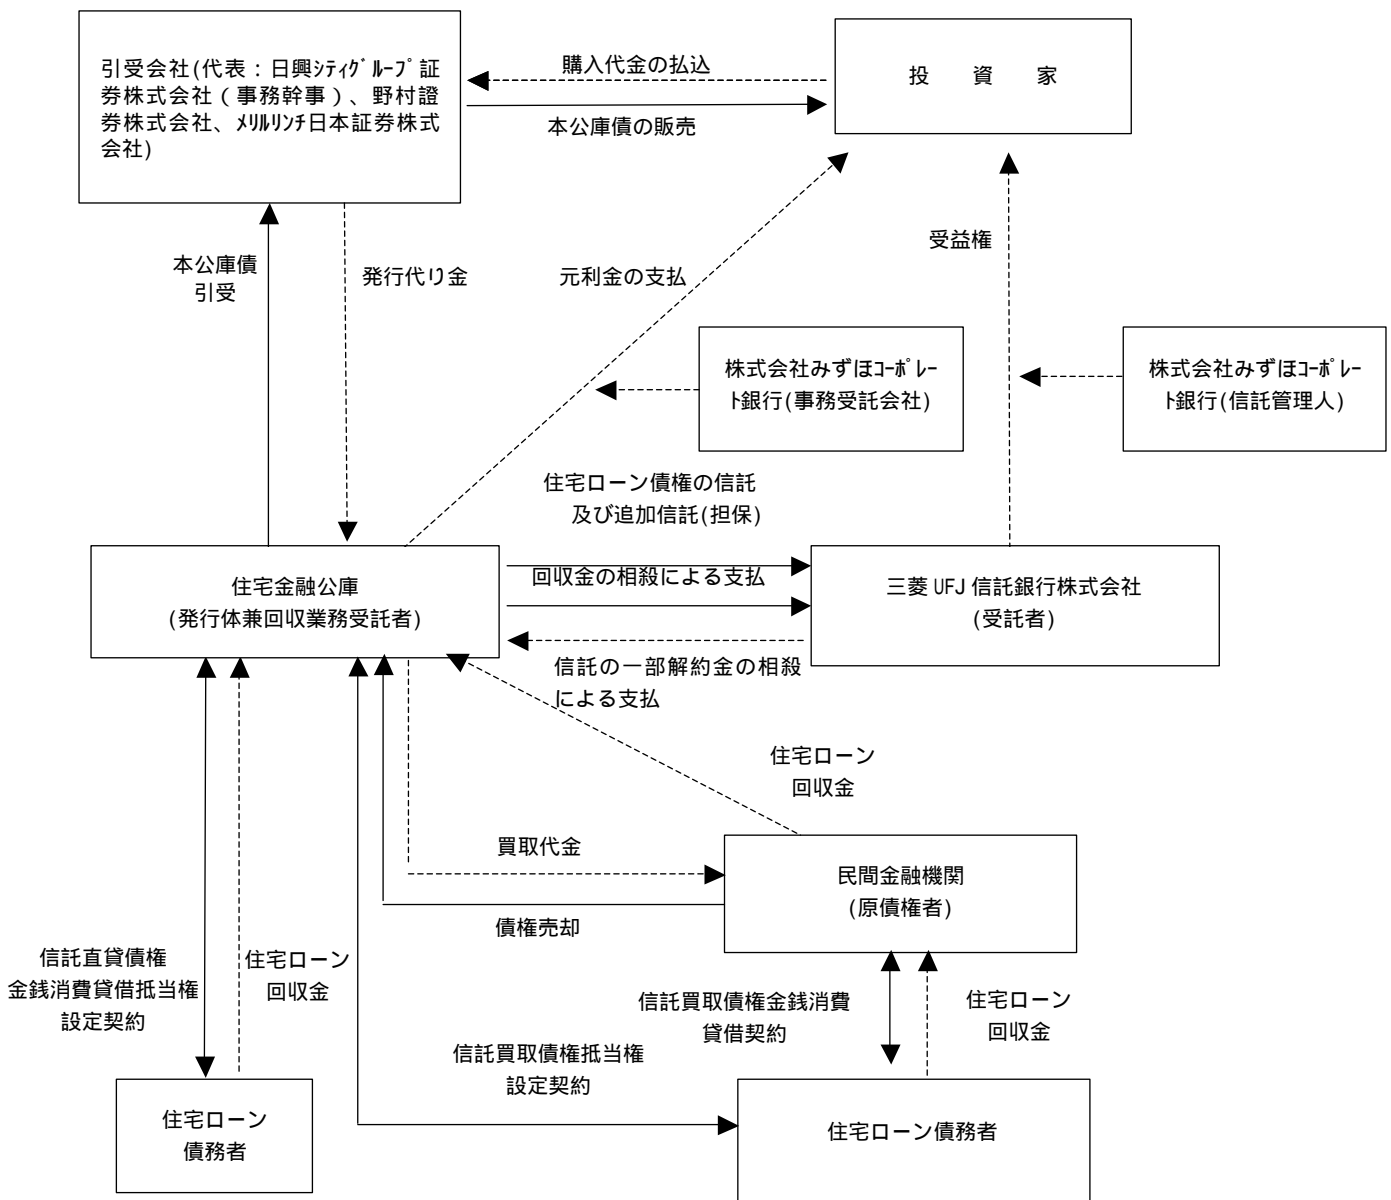 引受会社(代表：日興ｼﾃｨｸﾞﾙｰﾌﾟ証
券株式会社（事務幹事）、野村證
券株式会社、ﾒﾘﾙﾘﾝﾁ日本証券株式
会社)
購入代金の払込
本公庫債の販売
投　資　家
本公庫債
引受
発行代り金
元利金の支払
受益権
株式会社みずほｺｰﾎﾟﾚｰ
ﾄ銀行(事務受託会社)
株式会社みずほｺｰﾎﾟﾚｰ
ﾄ銀行(信託管理人)
住宅ローン債権の信託
及び追加信託(担保)
住宅金融公庫
(発行体兼回収業務受託者)
回収金の相殺による支払
三菱 UFJ 信託銀行株式会社
(受託者)
信託の一部解約金の相殺
による支払
住宅ローン
回収金
買取代金
民間金融機関
(原債権者)
債権売却
信託直貸債権
金銭消費貸借抵当権
設定契約
住宅ローン
回収金
信託買取債権金銭消費
貸借契約
住宅ローン
回収金
信託買取債権抵当権
設定契約
住宅ローン
債務者
住宅ローン債務者